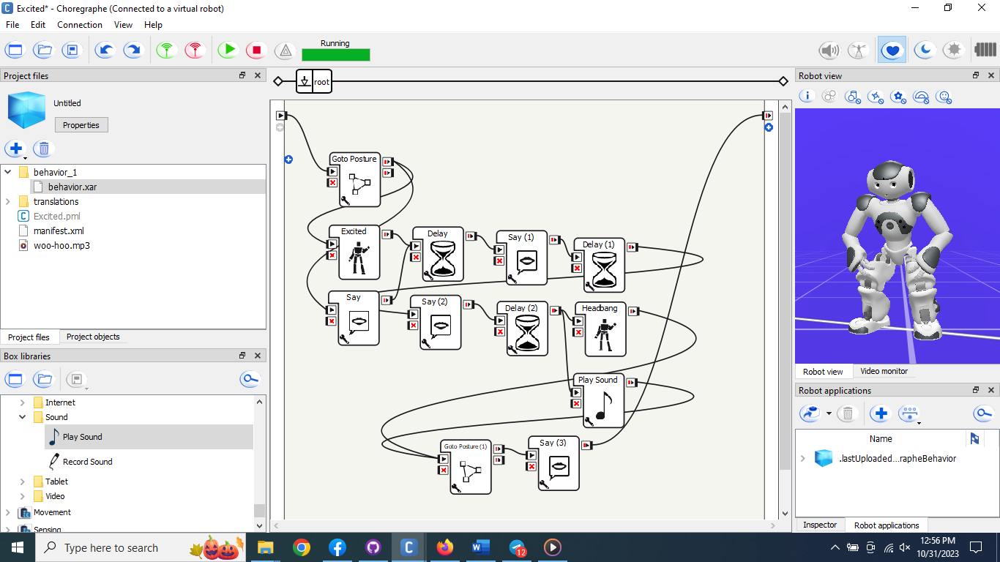 Excited* - Choregraphe (Connected to a virtual robot)
File Edit Connection View Help
Running
Project files
Untitled
Properties
behavior_1
behavior.xar
translations
Excited.pml
manifest.xml
woo-hoo.mp3
Project files Project objects
Box libraries
Internet
Sound
Play Sound
Record Sound
Tablet
Video
Movement
Sensing
root
Goto Posture
Excited
Delay
Say (1)
Delay (1)
Say
Say (2)
Delay (2)
Headbang
Play Sound
Goto Posture (1)
Say (3)
Robot view
Robot view Video monitor
Robot applications
Name
.lastUploaded...rapheBehavior
Inspector Robot applications
Type here to search
12
12:56 PM
10/31/2023